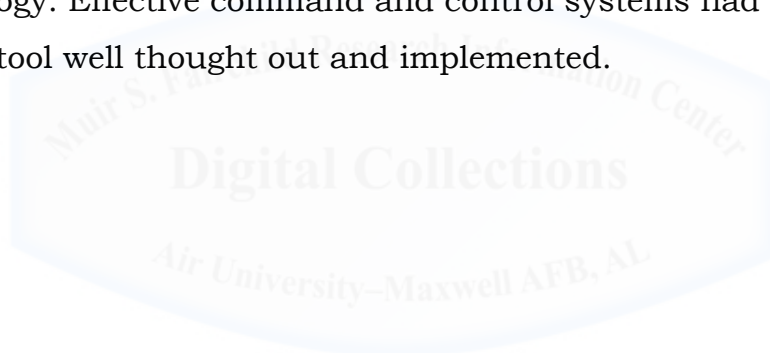 ogy. Effective command and control systems had
tool well thought out and implemented.
Muir S. Fairchild Research Information Center
Digital Collections
Air University–Maxwell AFB, AL